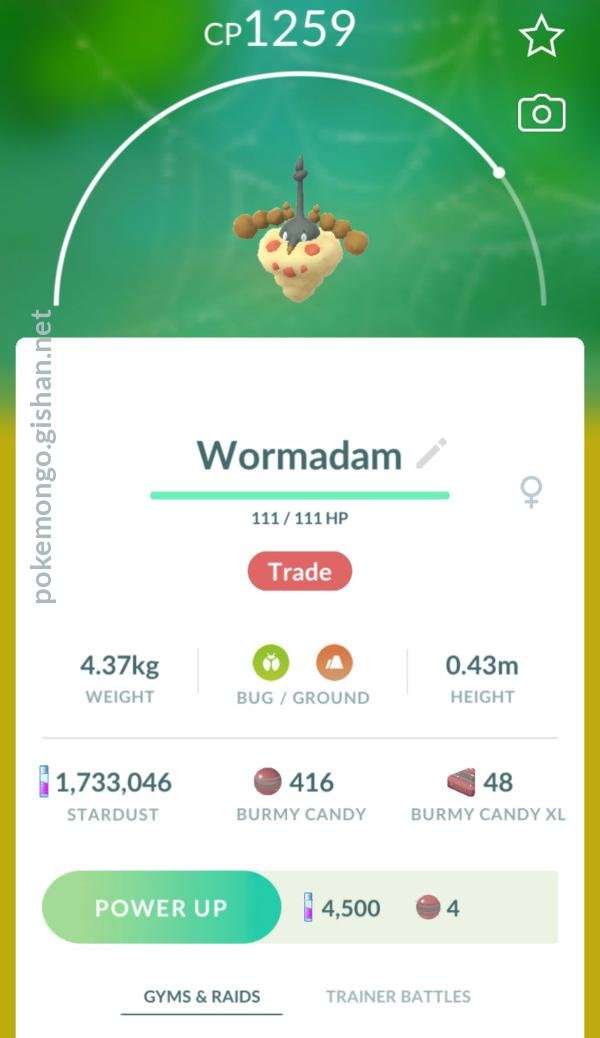 CP1259
pokemongo.gishan.net
Wormadam
111 / 111 HP
Trade
4.37kg
WEIGHT
BUG / GROUND
0.43m
HEIGHT
1,733,046
STARDUST
416
BURMY CANDY
48
BURMY CANDY XL
POWER UP
4,500
4
GYMS & RAIDS
TRAINER BATTLES